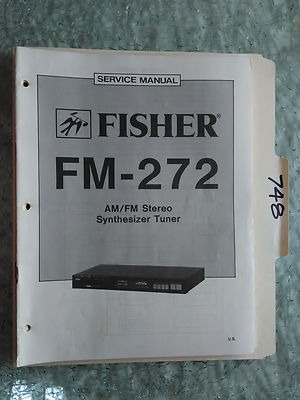 SERVICE MANUAL
FISHER®
FM-272
AM/FM Stereo
Synthesizer Tuner
748
U.S.